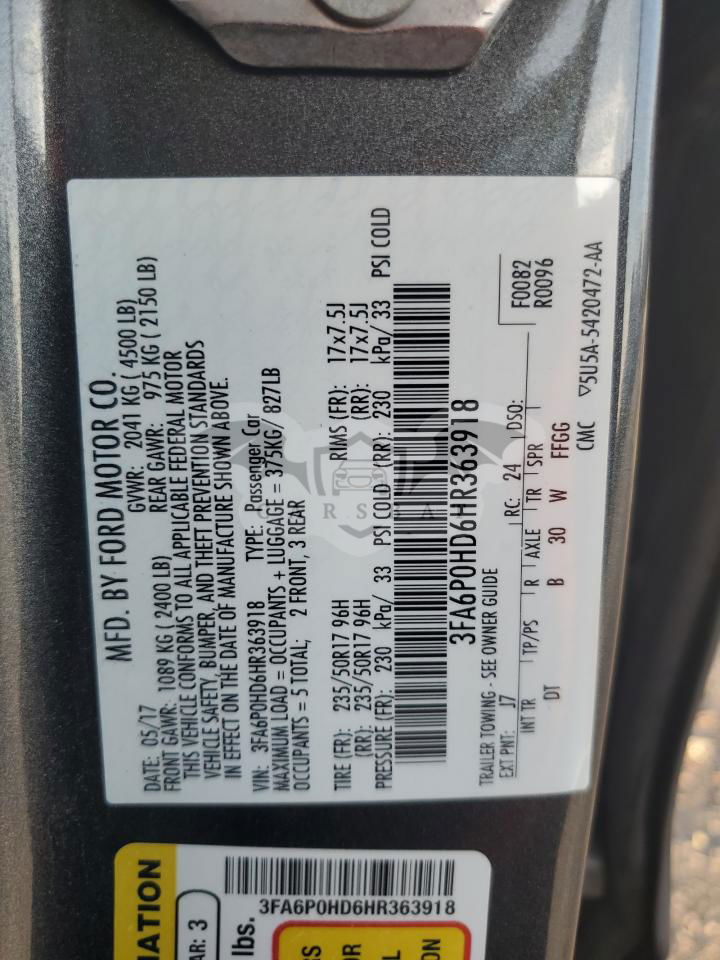 MFD. BY FORD MOTOR CO.
DATE: 05/17 GVWR: 2041 KG ( 4500 LB)
FRONT GAWR: 1089 KG ( 2400 LB) REAR GAWR: 975 KG ( 2150 LB)
THIS VEHICLE CONFORMS TO ALL APPLICABLE FEDERAL MOTOR
VEHICLE SAFETY, BUMPER, AND THEFT PREVENTION STANDARDS
IN EFFECT ON THE DATE OF MANUFACTURE SHOWN ABOVE.
VIN: 3FA6P0HD6HR363918 TYPE: Passenger Car
MAXIMUM LOAD = OCCUPANTS + LUGGAGE = 375KG/ 827LB
OCCUPANTS = 5 TOTAL; 2 FRONT, 3 REAR
TIRE (FR): 235/50R17 96H RIMS (FR): 17x7.5J
(RR): 235/50R17 96H (RR): 17x7.5J
PRESSURE (FR): 230 kPa/ 33 PSI COLD (RR): 230 kPa/ 33 PSI COLD
3FA6P0HD6HR363918
TRAILER TOWING - SEE OWNER GUIDE
F0082
R0096
EXT PNT: J7 RC: 24 DSO:
INT TR TP/PS R AXLE TR SPR
DT B 30 W FFGG
CMC ▽5U5A-5420472-AA
3FA6P0HD6HR363918
AR: 3
lbs.